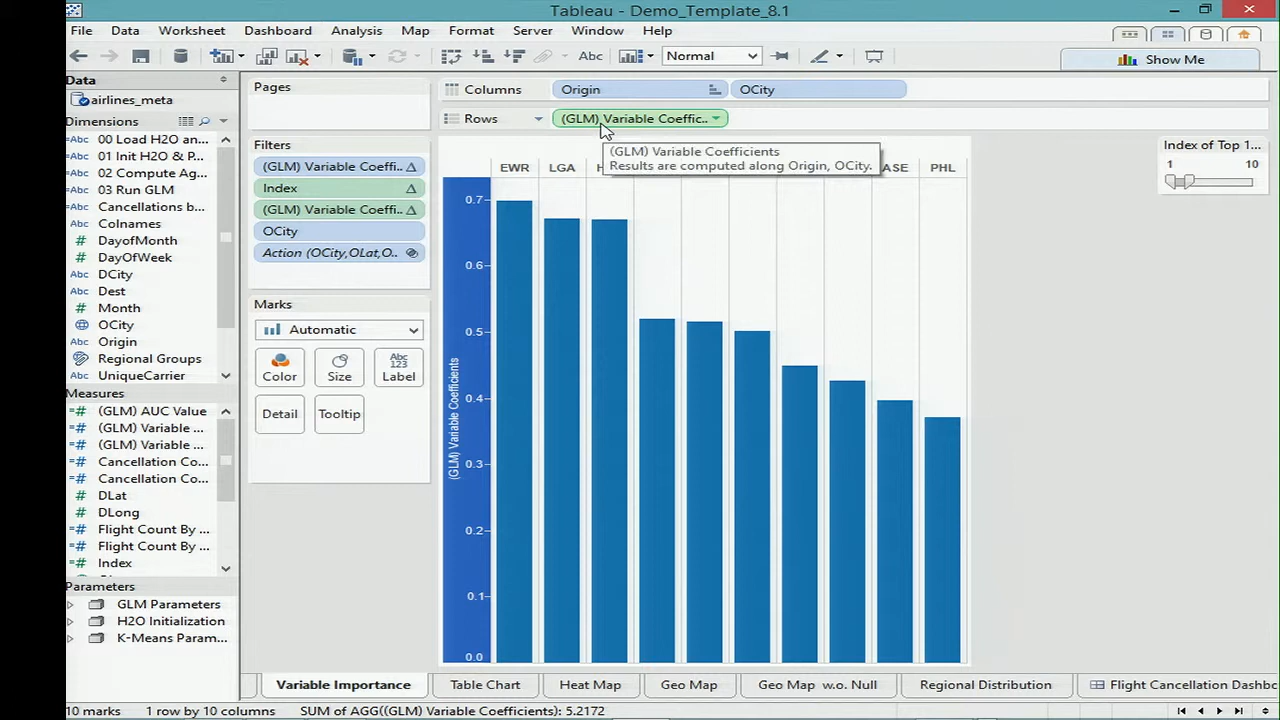 Tableau - Demo_Template_8.1
File Data Worksheet Dashboard Analysis Map Format Server Window Help
Abc Normal Show Me
Data
airlines_meta
Dimensions
00 Load H2O an...
01 Init H2O & P...
02 Compute Ag...
03 Run GLM
Cancellations b...
Abc Colnames
# DayofMonth
# DayOfWeek
Abc DCity
Abc Dest
# Month
OCity
Abc Origin
Regional Groups
Abc UniqueCarrier
Measures
=# (GLM) AUC Value
=# (GLM) Variable ...
=# (GLM) Variable ...
=# Cancellation Co...
=# Cancellation Co...
# DLat
# DLong
=# Flight Count By ...
=# Flight Count By ...
=# Index
Parameters
GLM Parameters
H2O Initialization
K-Means Param...
Pages
Filters
(GLM) Variable Coeffi.. Δ
Index Δ
(GLM) Variable Coeffi.. Δ
OCity
Action (OCity,OLat,O..
Marks
Automatic
Abc
123
Color Size Label
Detail Tooltip
Columns Origin OCity
Rows (GLM) Variable Coeffic..
(GLM) Variable Coefficients
Results are computed along Origin, OCity.
EWR LGA H ASE PHL
(GLM) Variable Coefficients
0.7
0.6
0.5
0.4
0.3
0.2
0.1
0.0
Index of Top 1...
1 10
Variable Importance Table Chart Heat Map Geo Map Geo Map w.o. Null Regional Distribution Flight Cancellation Dashbo
10 marks 1 row by 10 columns SUM of AGG((GLM) Variable Coefficients): 5.2172